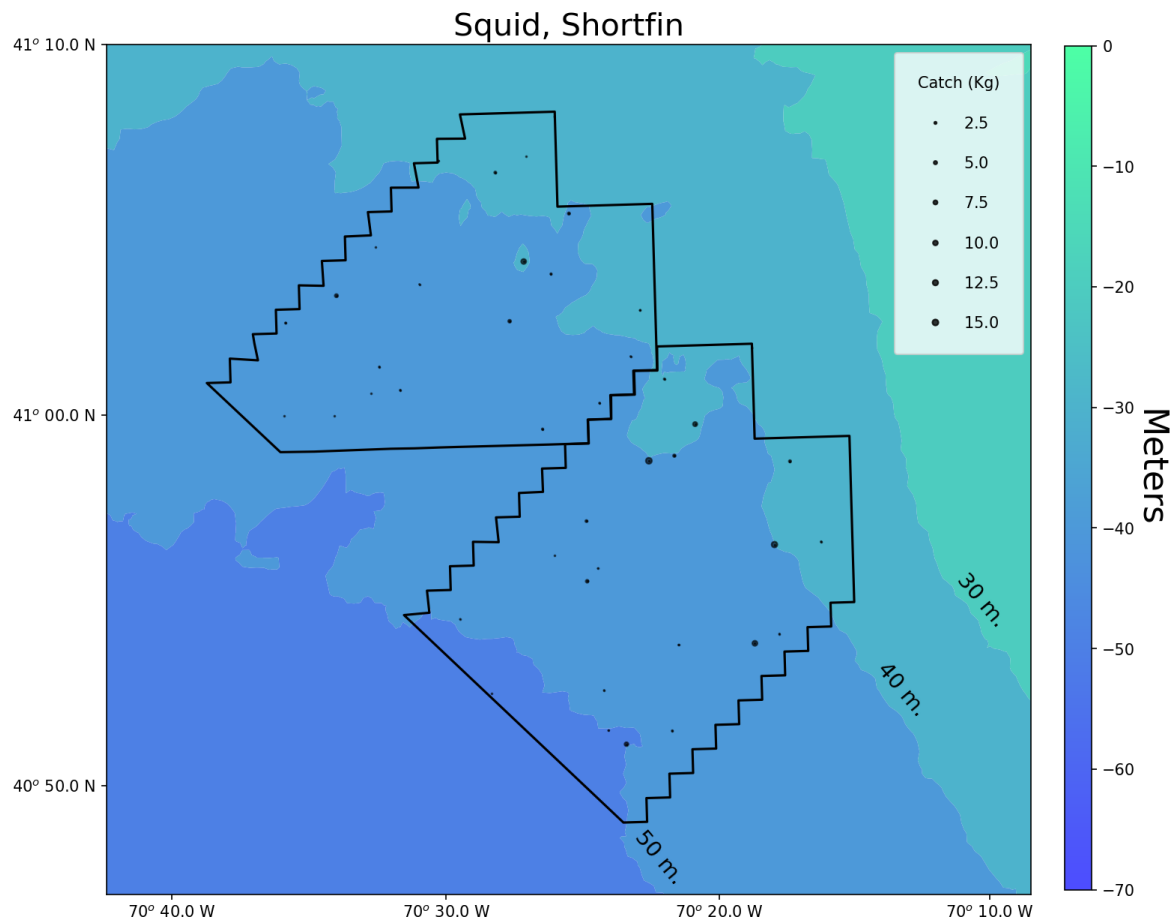 Squid, Shortfin
41° 10.0 N
41° 00.0 N
40° 50.0 N
70° 40.0 W
70° 30.0 W
70° 20.0 W
70° 10.0 W
Catch (Kg)
2.5
5.0
7.5
10.0
12.5
15.0
30 m.
40 m.
50 m.
0
−10
−20
−30
−40
−50
−60
−70
Meters